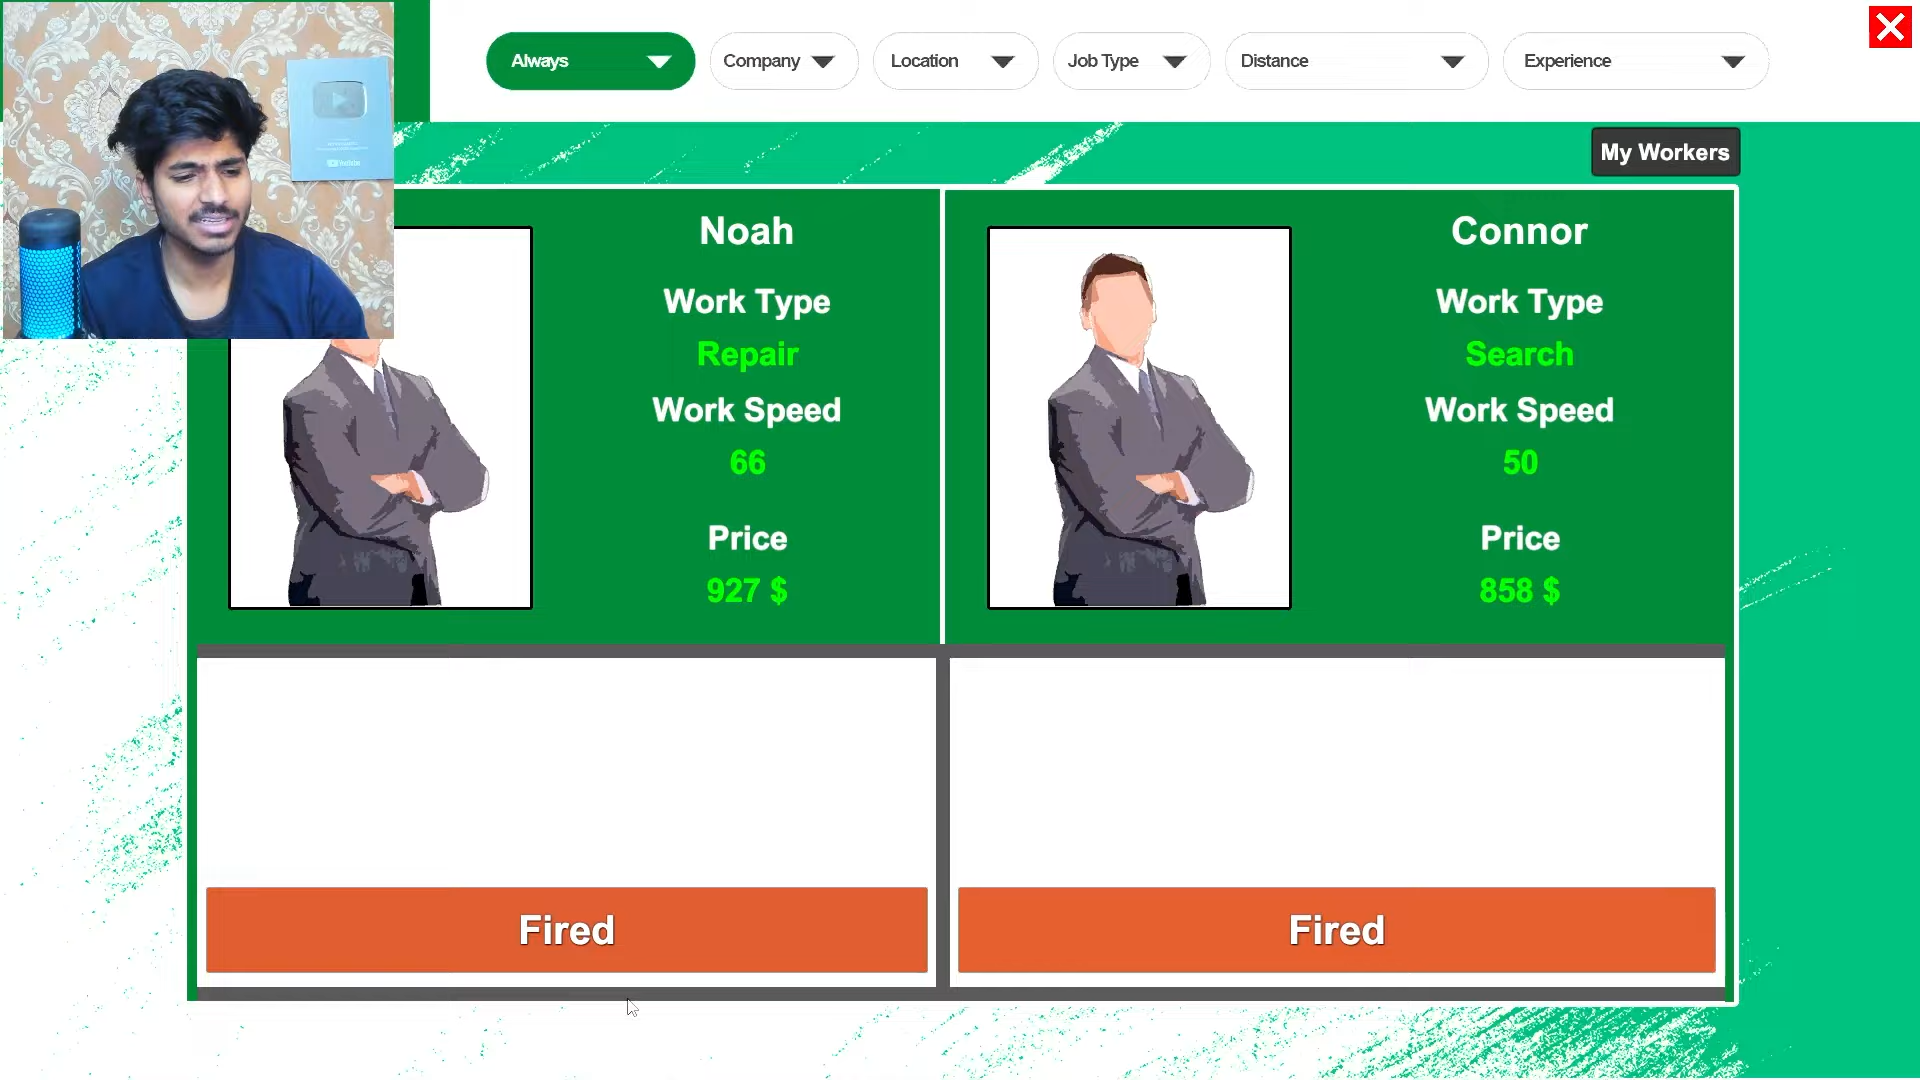 Always
Company
Location
Job Type
Distance
Experience
My Workers
Noah
Work Type
Repair
Work Speed
66
Price
927 $
Fired
Connor
Work Type
Search
Work Speed
50
Price
858 $
Fired
YouTube